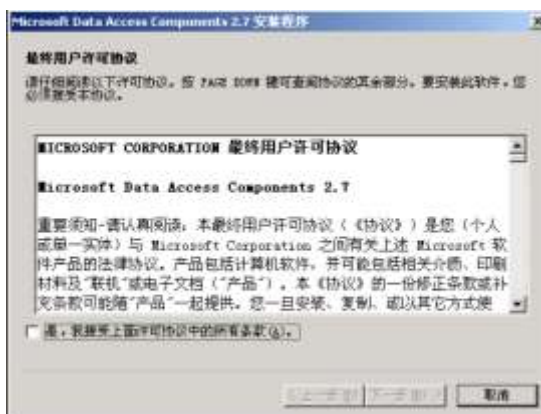 Microsoft Data Access Components 2.7 安装程序
最终用户许可协议
请仔细阅读以下许可协议。按 PAGE DOWN 键可查阅协议的其余部分。要安装此软件，您
必须接受本协议。
MICROSOFT CORPORATION 最终用户许可协议
Microsoft Data Access Components 2.7
重要须知-请认真阅读：本最终用户许可协议（《协议》）是您（个人
或单一实体）与 Microsoft Corporation 之间有关上述 Microsoft 软
件产品的法律协议。产品包括计算机软件，并可能包括相关介质、印刷
材料及“联机”或电子文档（“产品”）。本《协议》的一份修正条款或补
充条款可能随“产品”一起提供。您一旦安装、复制、或以其它方式使
是，我接受上面许可协议中的所有条款(A)。
<上一步(B) 下一步(N)> 取消